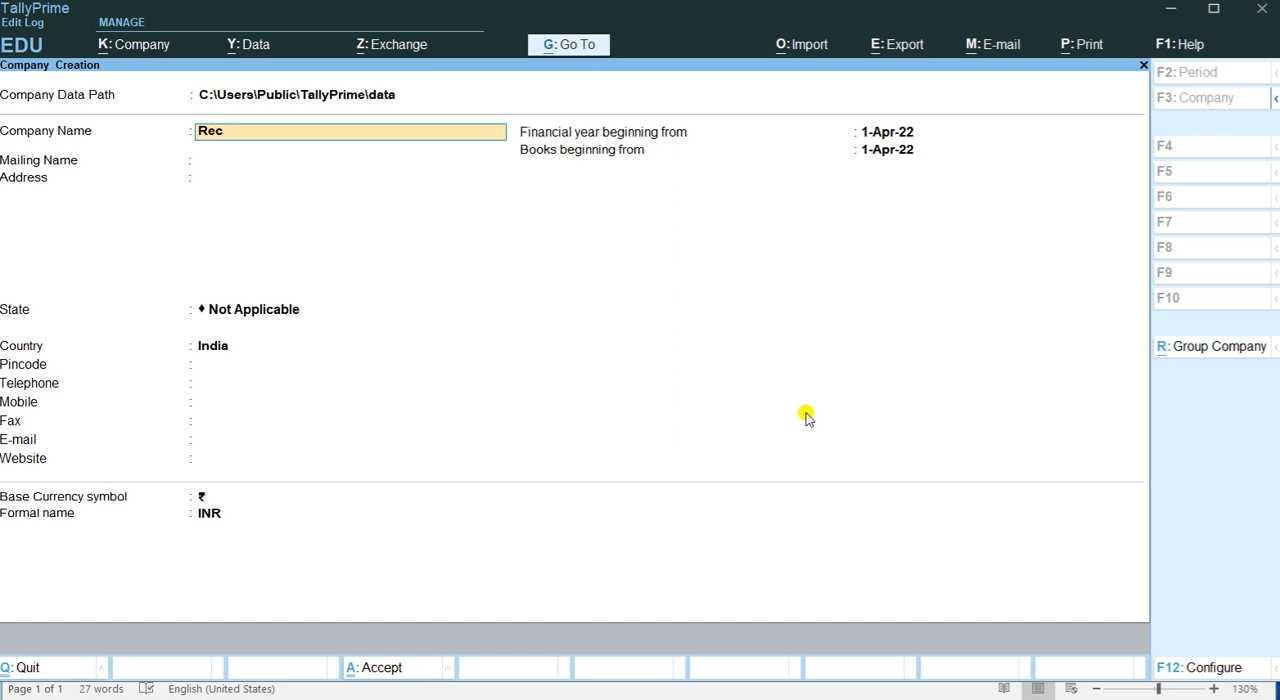 TallyPrime
Edit Log
MANAGE
EDU
K: Company
Y: Data
Z: Exchange
G: Go To
O: Import
E: Export
M: E-mail
P: Print
F1: Help
Company Creation
Company Data Path : C:\Users\Public\TallyPrime\data
Company Name : Rec
Financial year beginning from : 1-Apr-22
Books beginning from : 1-Apr-22
Mailing Name :
Address :
State : ♦ Not Applicable
Country : India
Pincode :
Telephone :
Mobile :
Fax :
E-mail :
Website :
Base Currency symbol : ₹
Formal name : INR
F2: Period
F3: Company
F4
F5
F6
F7
F8
F9
F10
R: Group Company
Q: Quit
A: Accept
F12: Configure
Page 1 of 1
27 words
English (United States)
130%